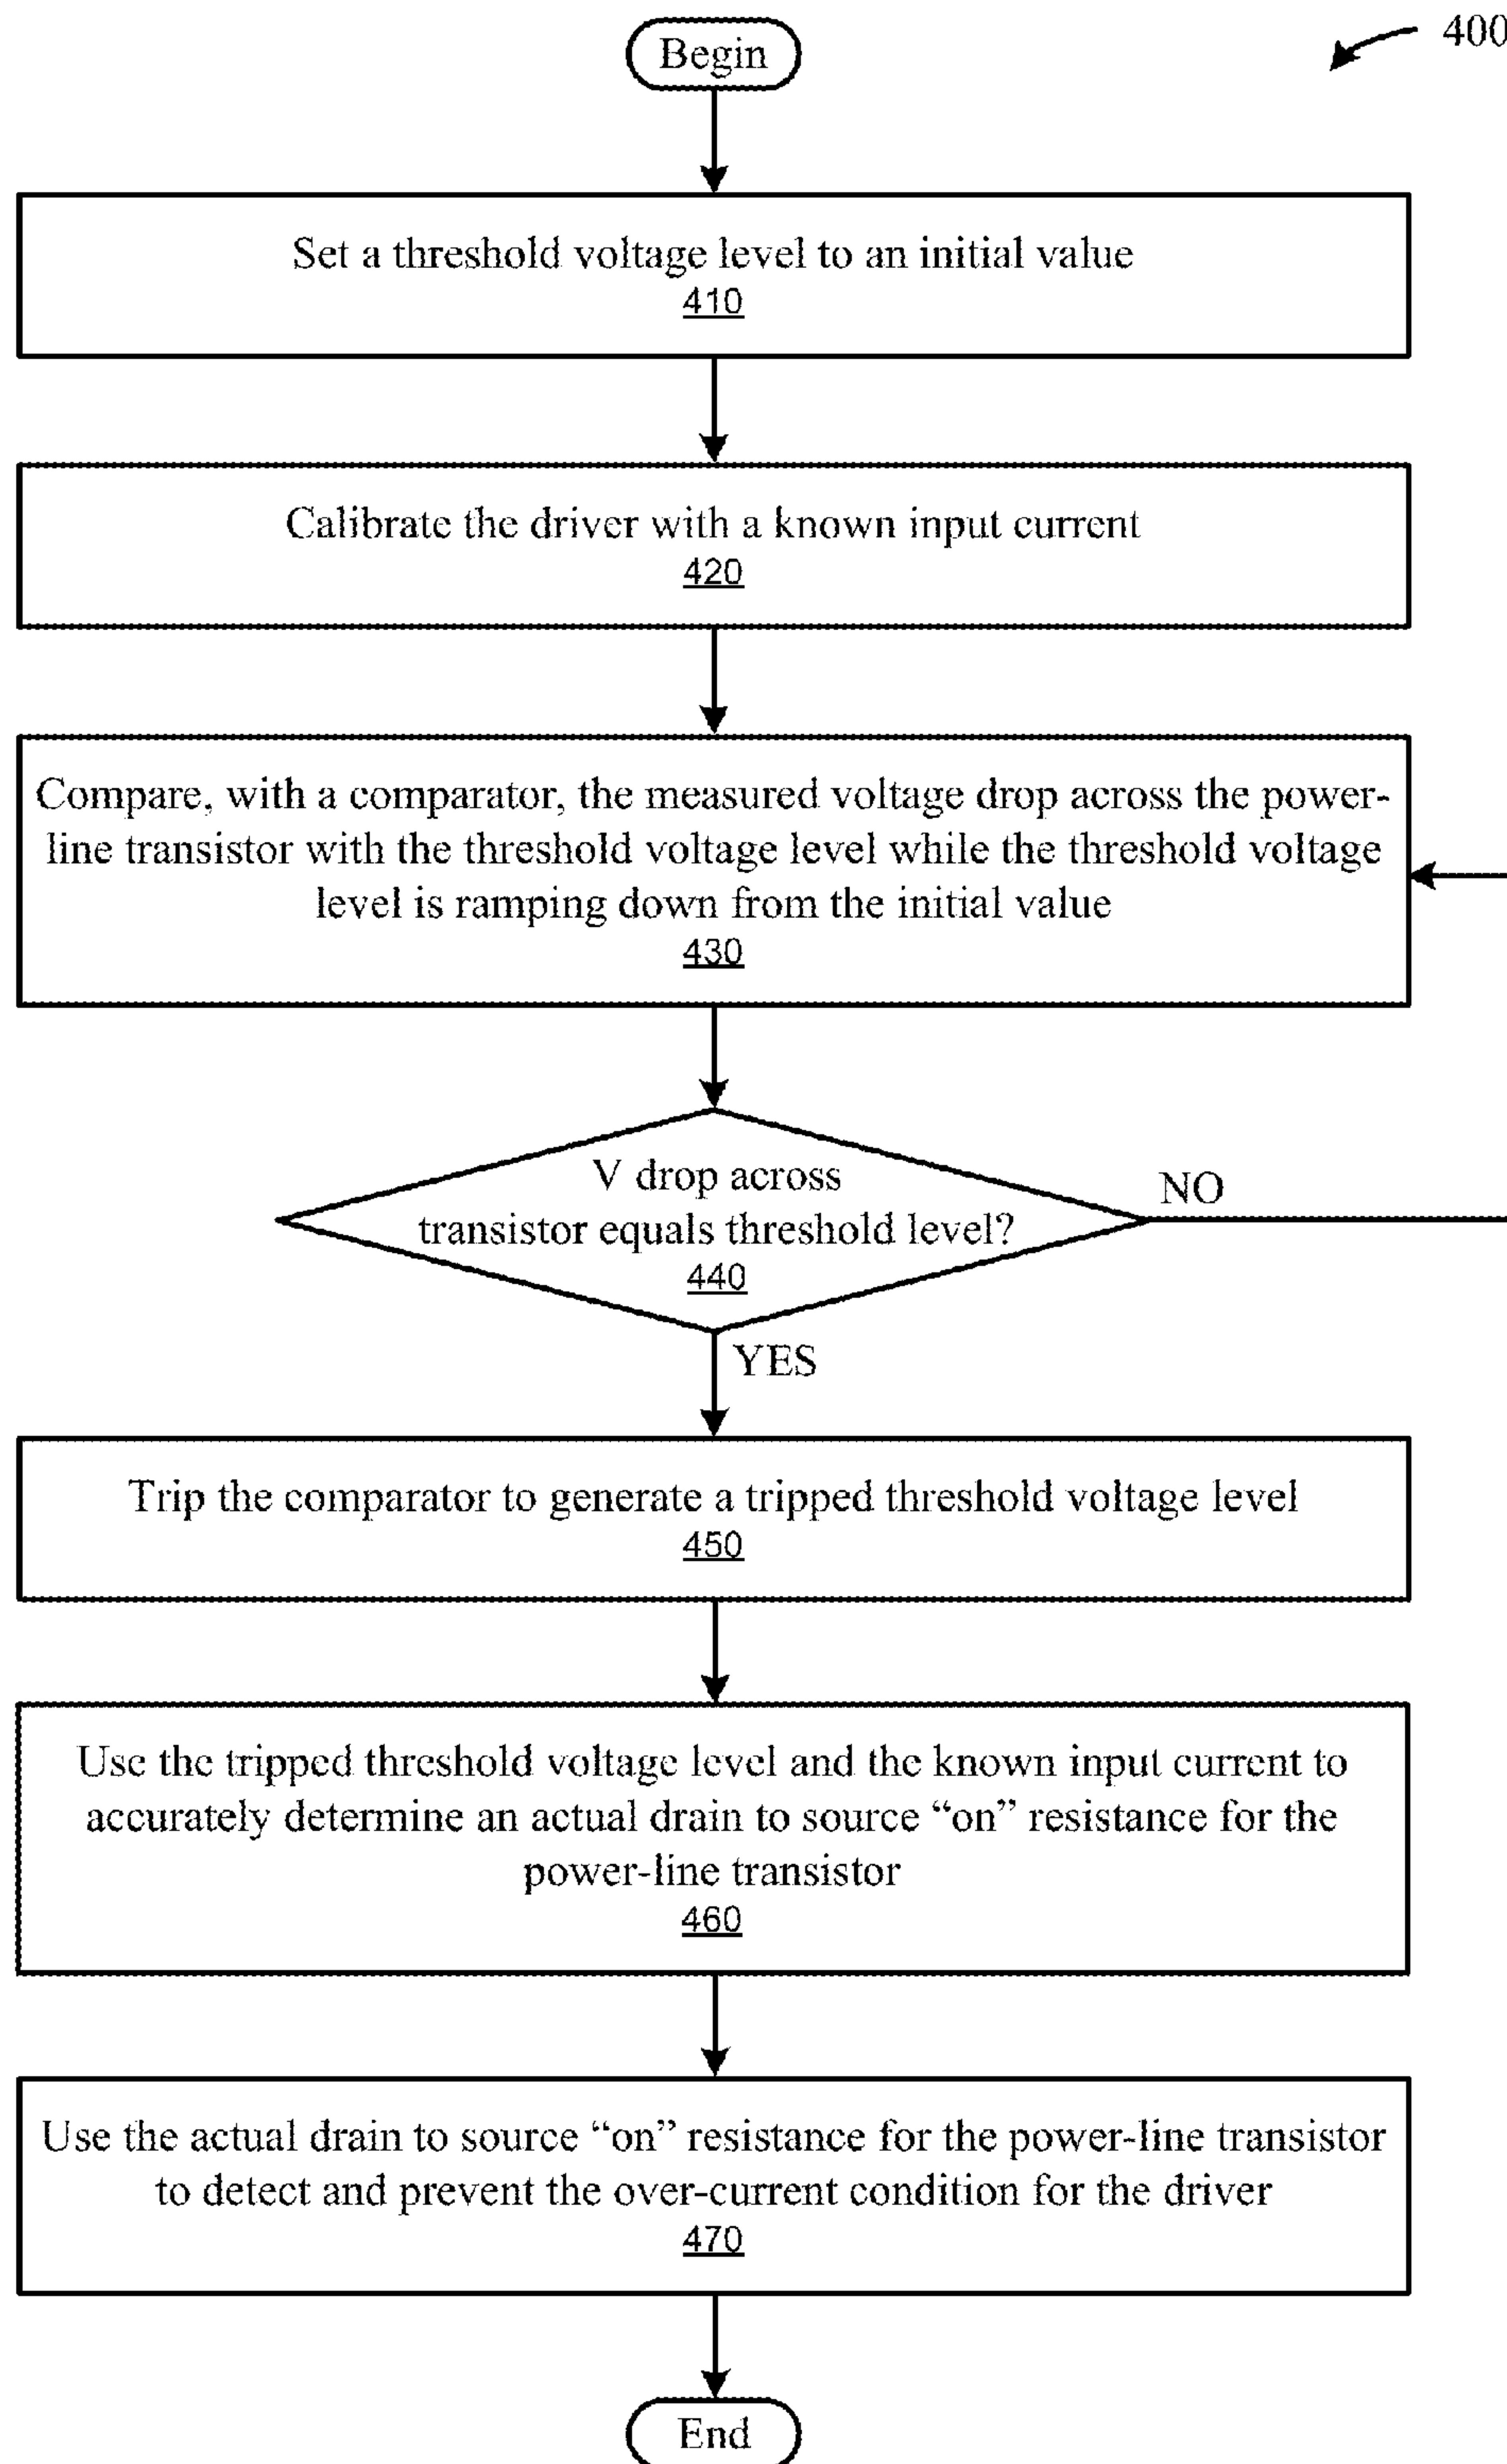 400
Begin
Set a threshold voltage level to an initial value
410
Calibrate the driver with a known input current
420
Compare, with a comparator, the measured voltage drop across the power-
line transistor with the threshold voltage level while the threshold voltage
level is ramping down from the initial value
430
V drop across
transistor equals threshold level?
440
NO
YES
Trip the comparator to generate a tripped threshold voltage level
450
Use the tripped threshold voltage level and the known input current to
accurately determine an actual drain to source “on” resistance for the
power-line transistor
460
Use the actual drain to source “on” resistance for the power-line transistor
to detect and prevent the over-current condition for the driver
470
End